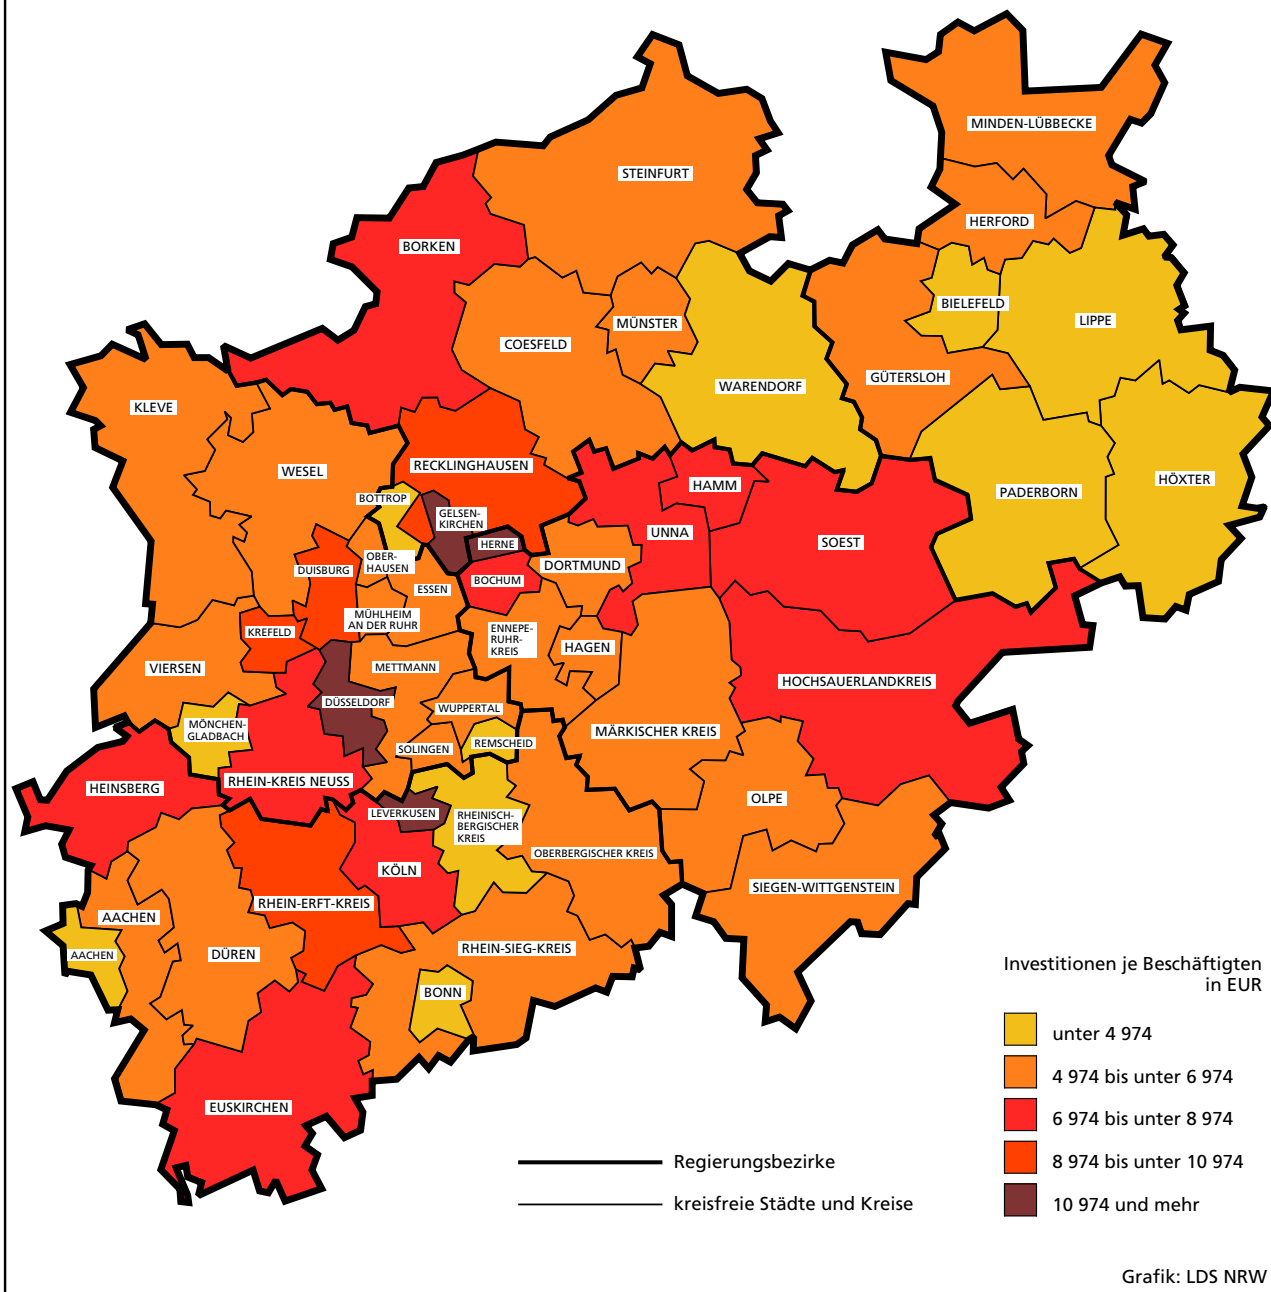 MINDEN-LÜBBECKE
STEINFURT
HERFORD
BORKEN
BIELEFELD
LIPPE
MÜNSTER
COESFELD
GÜTERSLOH
WARENDORF
KLEVE
RECKLINGHAUSEN
WESEL
HÖXTER
HAMM
PADERBORN
BOTTROP
GELSEN-
KIRCHEN
UNNA
SOEST
HERNE
OBER-
HAUSEN
DORTMUND
DUISBURG
BOCHUM
ESSEN
MÜHLHEIM
AN DER RUHR
KREFELD
ENNEPE-
RUHR-
KREIS
HAGEN
VIERSEN
METTMANN
HOCHSAUERLANDKREIS
DÜSSELDORF
WUPPERTAL
MÖNCHEN-
GLADBACH
MÄRKISCHER KREIS
REMSCHEID
SOLINGEN
RHEIN-KREIS NEUSS
HEINSBERG
OLPE
LEVERKUSEN
RHEINISCH-
BERGISCHER
KREIS
OBERBERGISCHER KREIS
KÖLN
SIEGEN-WITTGENSTEIN
RHEIN-ERFT-KREIS
AACHEN
RHEIN-SIEG-KREIS
AACHEN
DÜREN
BONN
EUSKIRCHEN
Investitionen je Beschäftigten
in EUR
unter 4 974
4 974 bis unter 6 974
6 974 bis unter 8 974
8 974 bis unter 10 974
10 974 und mehr
Regierungsbezirke
kreisfreie Städte und Kreise
Grafik: LDS NRW